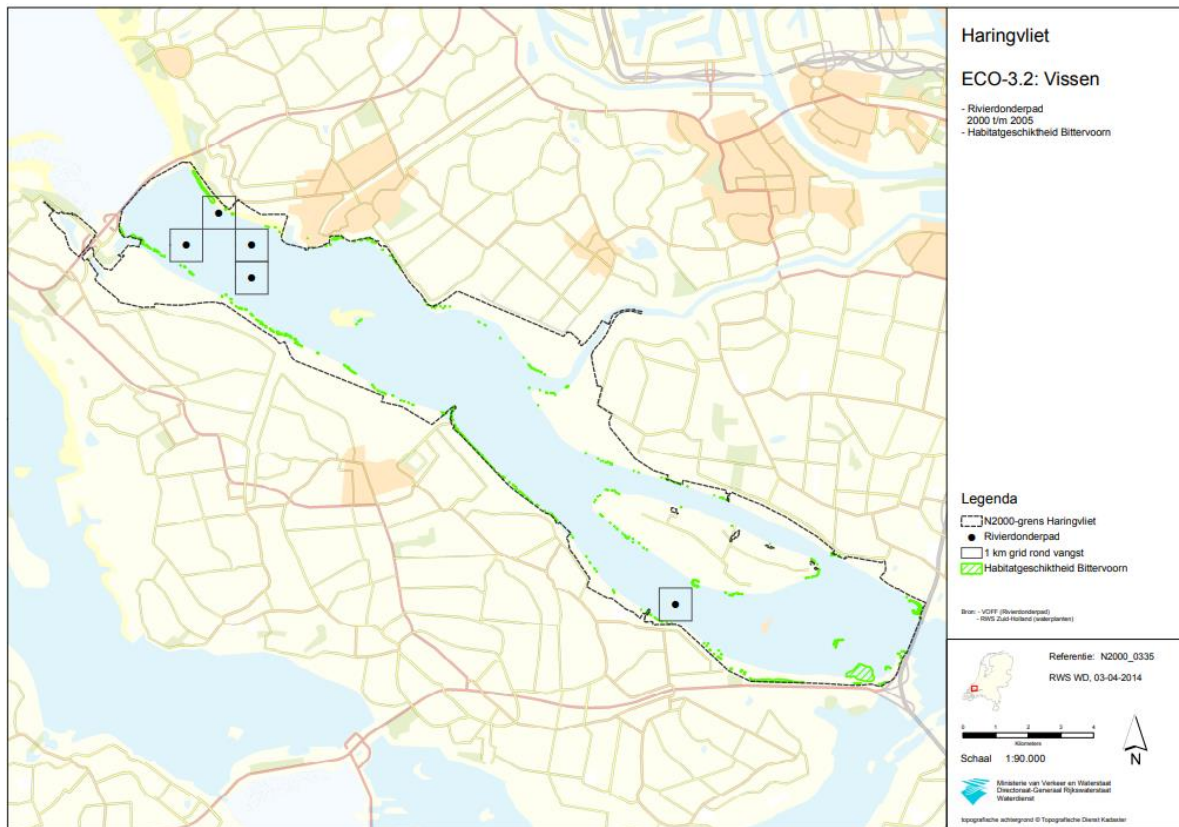 Haringvliet
ECO-3.2: Vissen
- Rivierdonderpad
2000 t/m 2005
- Habitatgeschiktheid Bittervoorn
Legenda
N2000-grens Haringvliet
Rivierdonderpad
1 km grid rond vangst
Habitatgeschiktheid Bittervoorn
Bron: - VOFF (Rivierdonderpad)
- RWS Zuid-Holland (waterplanten)
Referentie: N2000_0335
RWS WD, 03-04-2014
0 1 2 3 4
Kilometers
Schaal 1:90.000
N
Ministerie van Verkeer en Waterstaat
Directoraat-Generaal Rijkswaterstaat
Waterdienst
topografische achtergrond © Topografische Dienst Kadaster